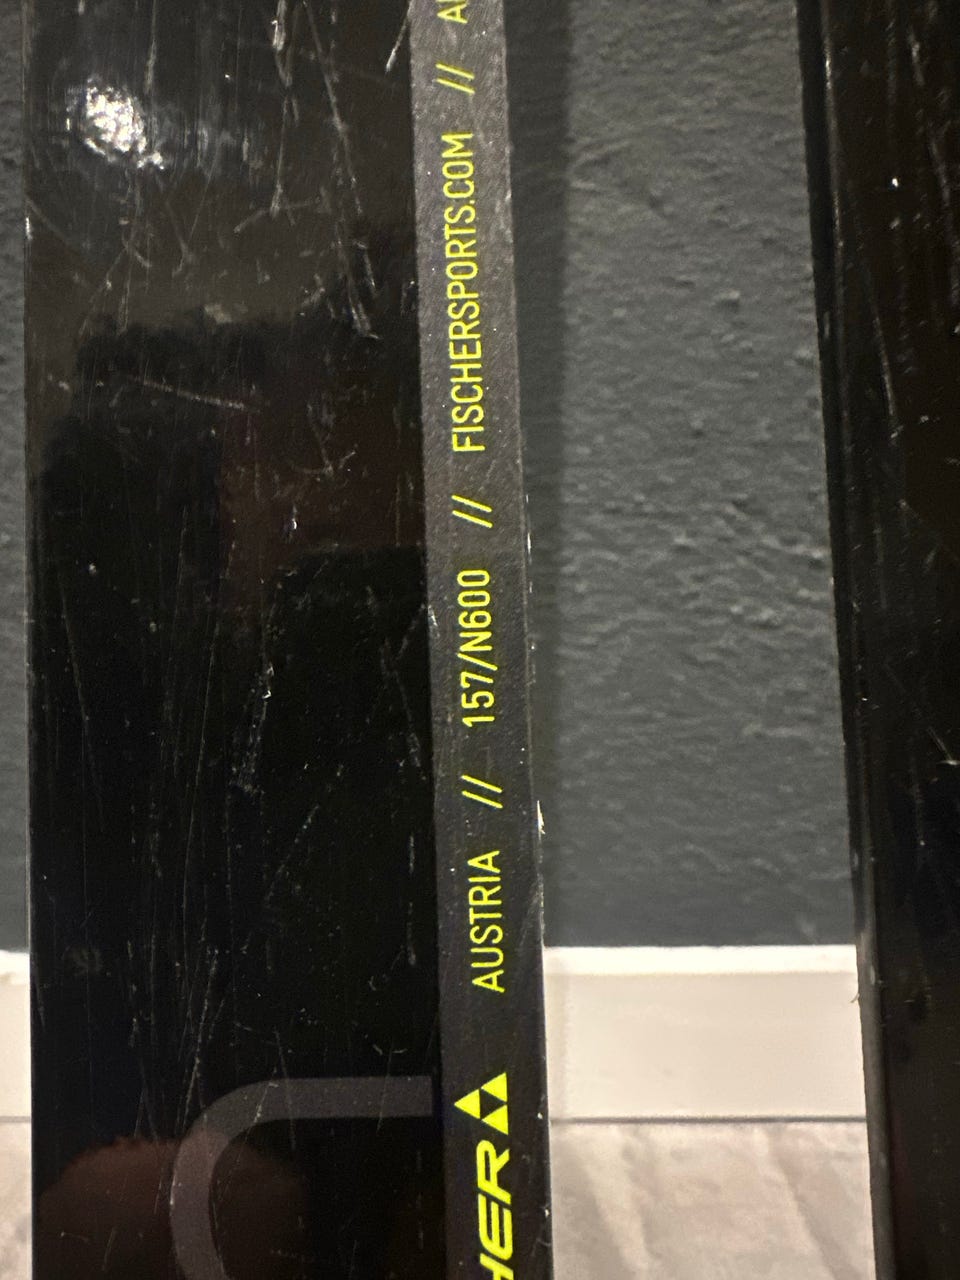 HER AUSTRIA // 157/N600 // FISCHERSPORTS.COM // A